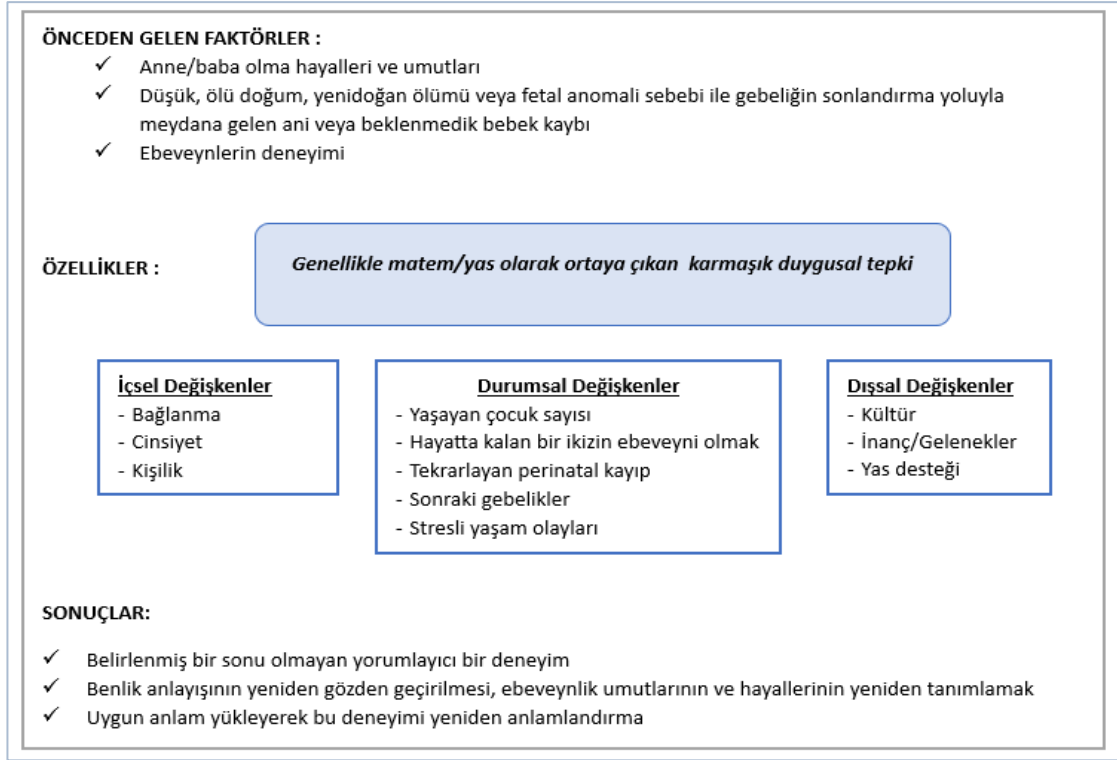 ÖNCEDEN GELEN FAKTÖRLER :
✓ Anne/baba olma hayalleri ve umutları
✓ Düşük, ölü doğum, yenidoğan ölümü veya fetal anomali sebebi ile gebeliğin sonlandırma yoluyla
meydana gelen ani veya beklenmedik bebek kaybı
✓ Ebeveynlerin deneyimi
ÖZELLİKLER :
Genellikle matem/yas olarak ortaya çıkan karmaşık duygusal tepki
İçsel Değişkenler
- Bağlanma
- Cinsiyet
- Kişilik
Durumsal Değişkenler
- Yaşayan çocuk sayısı
- Hayatta kalan bir ikizin ebeveyni olmak
- Tekrarlayan perinatal kayıp
- Sonraki gebelikler
- Stresli yaşam olayları
Dışsal Değişkenler
- Kültür
- İnanç/Gelenekler
- Yas desteği
SONUÇLAR:
✓ Belirlenmiş bir sonu olmayan yorumlayıcı bir deneyim
✓ Benlik anlayışının yeniden gözden geçirilmesi, ebeveynlik umutlarının ve hayallerinin yeniden tanımlamak
✓ Uygun anlam yükleyerek bu deneyimi yeniden anlamlandırma